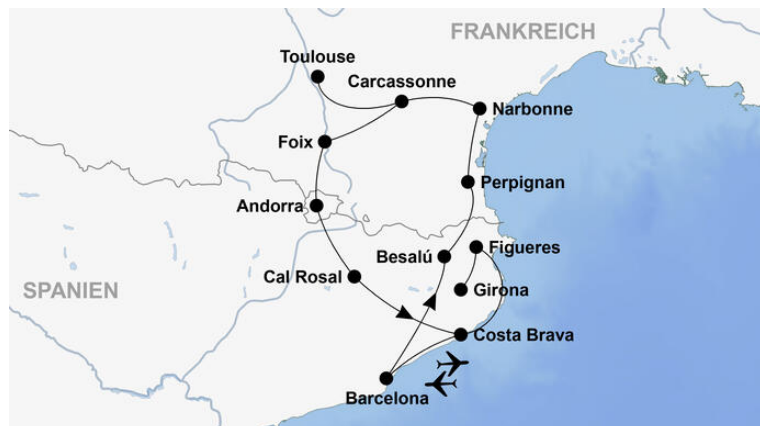 FRANKREICH
Toulouse
Carcassonne
Narbonne
Foix
Perpignan
Andorra
Figueres
Besalú
Cal Rosal
SPANIEN
Girona
Costa Brava
Barcelona